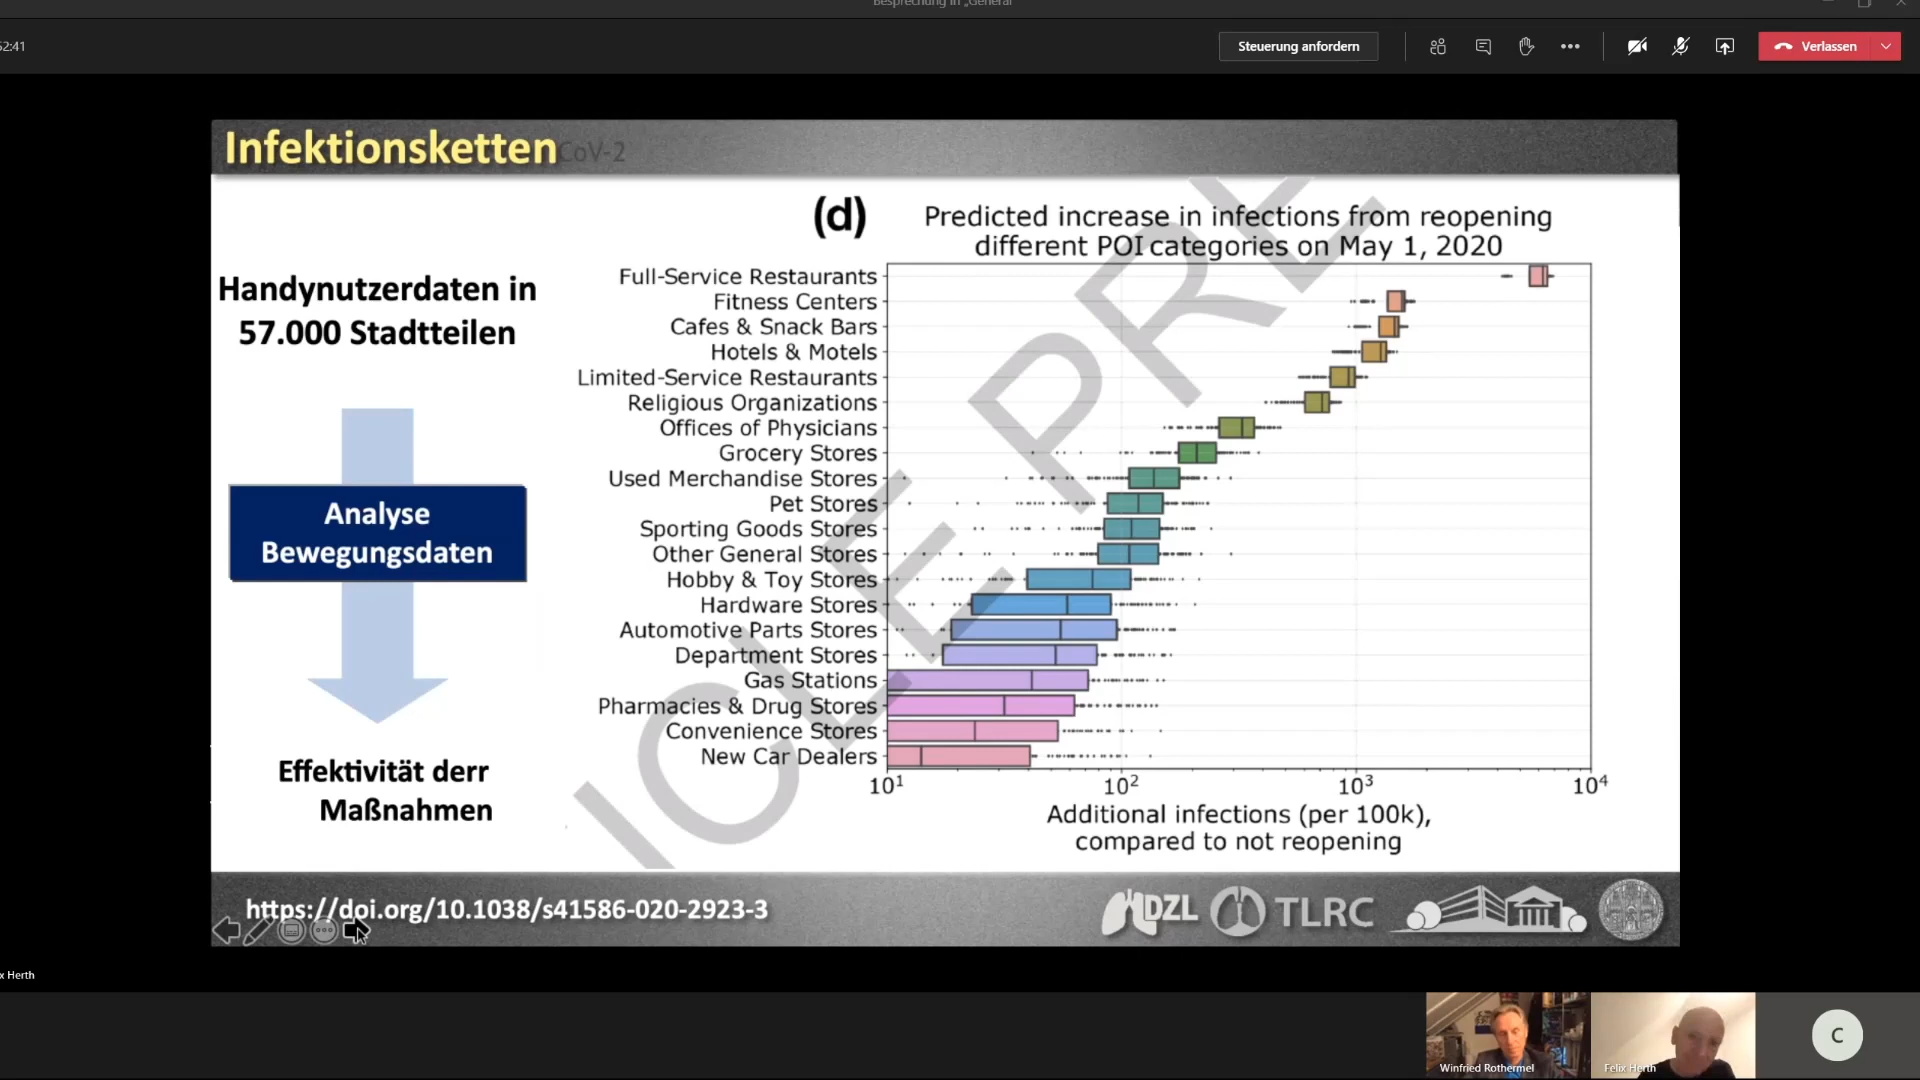 Besprechung in „General"
52:41
Steuerung anfordern
Verlassen
Infektionsketten
CoV-2
(d)
Predicted increase in infections from reopening
different POI categories on May 1, 2020
Handynutzerdaten in
57.000 Stadtteilen
Analyse
Bewegungsdaten
Effektivität derr
Maßnahmen
Full-Service Restaurants
Fitness Centers
Cafes & Snack Bars
Hotels & Motels
Limited-Service Restaurants
Religious Organizations
Offices of Physicians
Grocery Stores
Used Merchandise Stores
Pet Stores
Sporting Goods Stores
Other General Stores
Hobby & Toy Stores
Hardware Stores
Automotive Parts Stores
Department Stores
Gas Stations
Pharmacies & Drug Stores
Convenience Stores
New Car Dealers
10¹ 10² 10³ 10⁴
Additional infections (per 100k),
compared to not reopening
ICLE PRE
https://doi.org/10.1038/s41586-020-2923-3
DZL TLRC
x Herth
Winfried Rothermel
Felix Herth
C